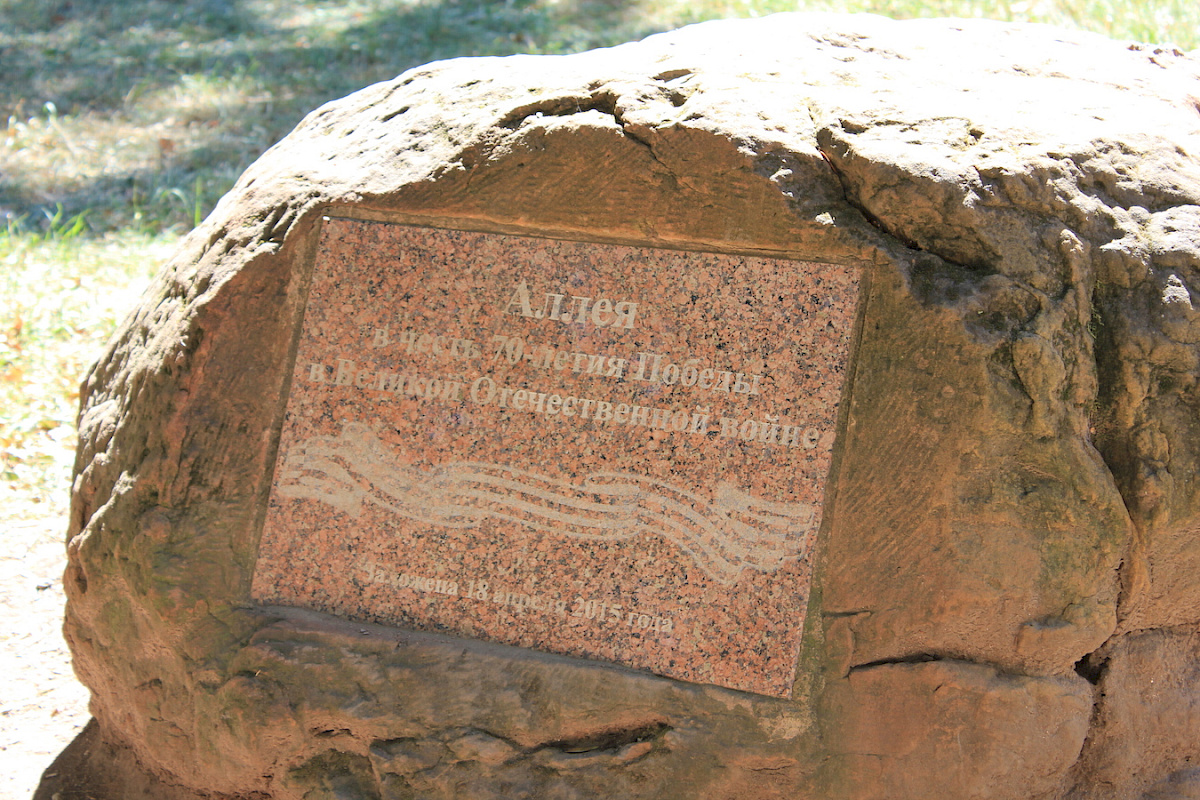 Аллея
в честь 70-летия Победы
в Великой Отечественной войне
Заложена 18 апреля 2015 года